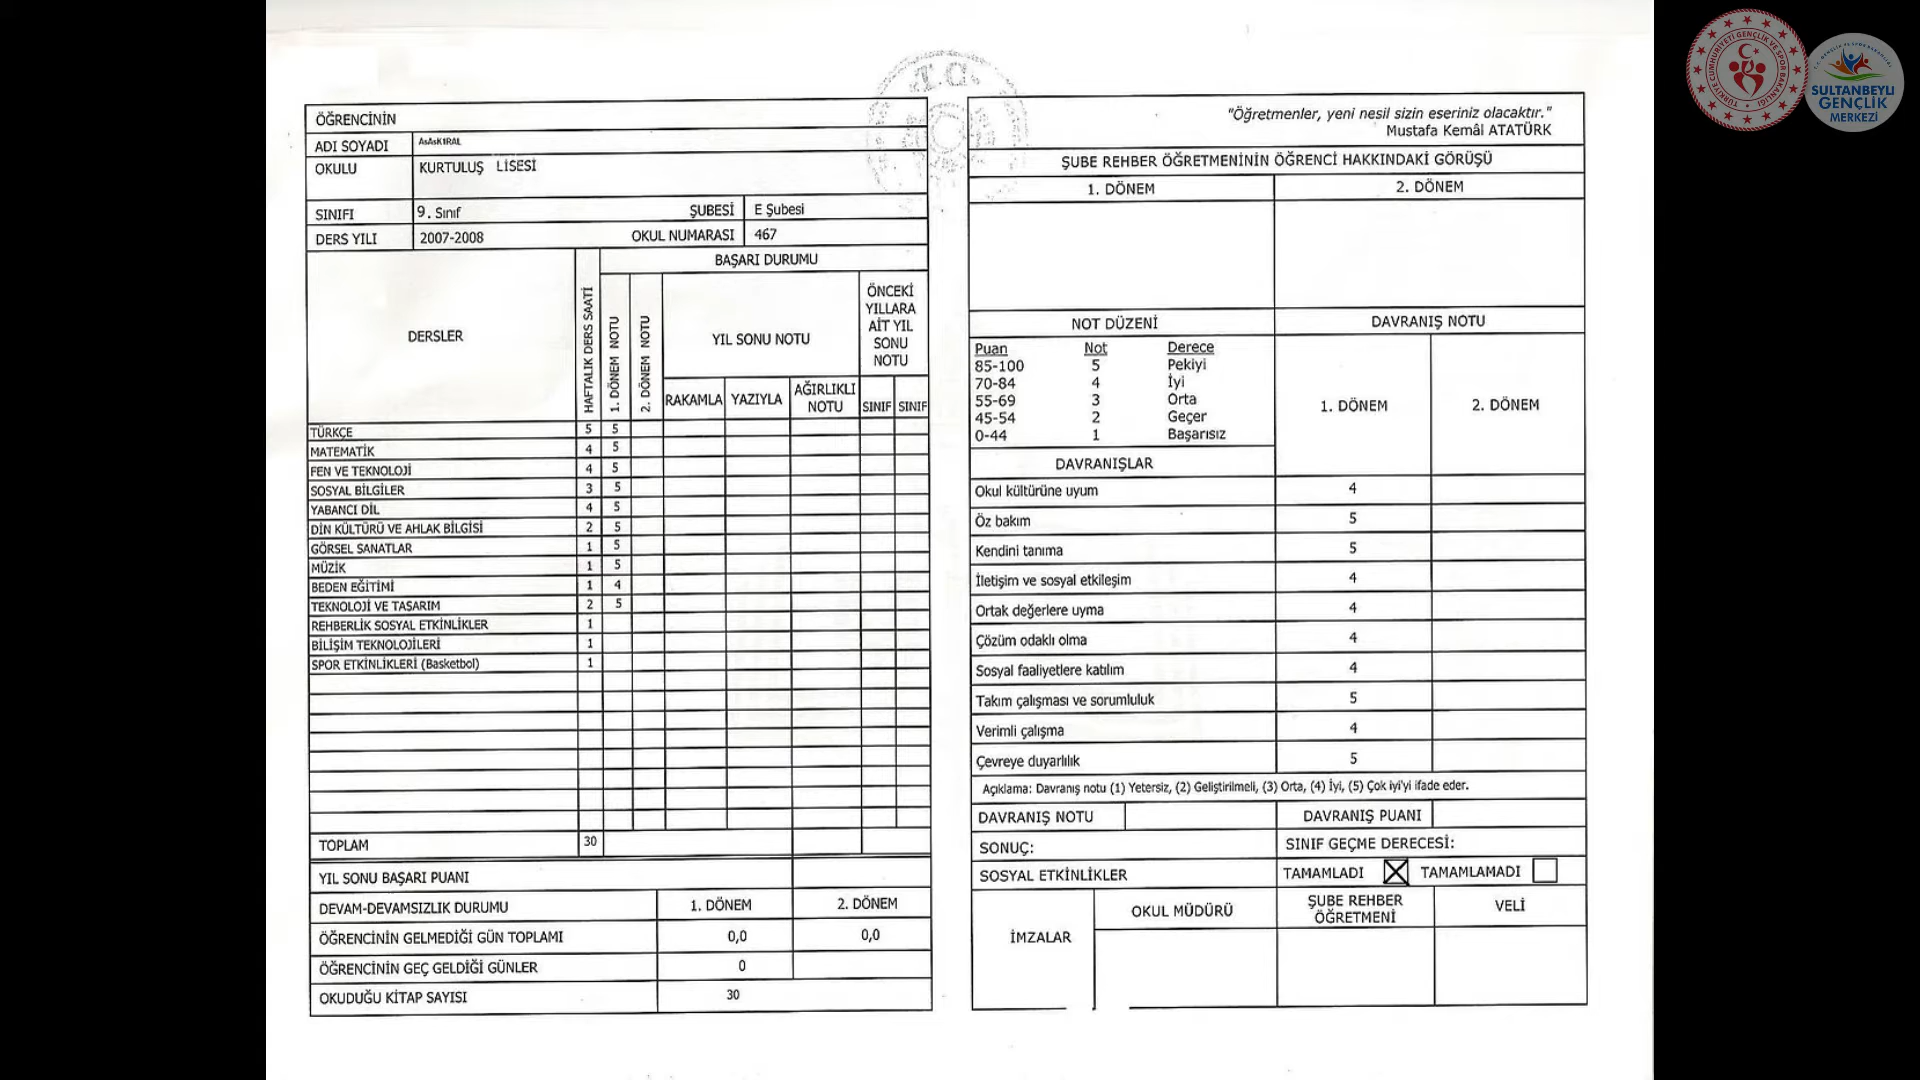 ÖĞRENCİNİN
ADI SOYADI AsAsKIRAL
OKULU KURTULUŞ LİSESİ
SINIFI 9. Sınıf ŞUBESİ E Şubesi
DERS YILI 2007-2008 OKUL NUMARASI 467
DERSLER
HAFTALIK DERS SAATİ
BAŞARI DURUMU
1. DÖNEM NOTU
2. DÖNEM NOTU
YIL SONU NOTU
ÖNCEKİ
YILLARA
AİT YIL
SONU
NOTU
RAKAMLA YAZIYLA AĞIRLIKLI NOTU SINIF SINIF
TÜRKÇE 5 5
MATEMATİK 4 5
FEN VE TEKNOLOJİ 4 5
SOSYAL BİLGİLER 3 5
YABANCI DİL 4 5
DİN KÜLTÜRÜ VE AHLAK BİLGİSİ 2 5
GÖRSEL SANATLAR 1 5
MÜZİK 1 5
BEDEN EĞİTİMİ 1 4
TEKNOLOJİ VE TASARIM 2 5
REHBERLİK SOSYAL ETKİNLİKLER 1
BİLİŞİM TEKNOLOJİLERİ 1
SPOR ETKİNLİKLERİ (Basketbol) 1
TOPLAM 30
YIL SONU BAŞARI PUANI
DEVAM-DEVAMSIZLIK DURUMU 1. DÖNEM 2. DÖNEM
ÖĞRENCİNİN GELMEDİĞİ GÜN TOPLAMI 0,0 0,0
ÖĞRENCİNİN GEÇ GELDİĞİ GÜNLER 0
OKUDUĞU KİTAP SAYISI 30
"Öğretmenler, yeni nesil sizin eseriniz olacaktır."
Mustafa Kemâl ATATÜRK
ŞUBE REHBER ÖĞRETMENİNİN ÖĞRENCİ HAKKINDAKİ GÖRÜŞÜ
1. DÖNEM 2. DÖNEM
NOT DÜZENİ DAVRANIŞ NOTU
Puan Not Derece
85-100 5 Pekiyi
70-84 4 İyi
55-69 3 Orta
45-54 2 Geçer
0-44 1 Başarısız
1. DÖNEM 2. DÖNEM
DAVRANIŞLAR
Okul kültürüne uyum 4
Öz bakım 5
Kendini tanıma 5
İletişim ve sosyal etkileşim 4
Ortak değerlere uyma 4
Çözüm odaklı olma 4
Sosyal faaliyetlere katılım 4
Takım çalışması ve sorumluluk 5
Verimli çalışma 4
Çevreye duyarlılık 5
Açıklama: Davranış notu (1) Yetersiz, (2) Geliştirilmeli, (3) Orta, (4) İyi, (5) Çok iyi'yi ifade eder.
DAVRANIŞ NOTU DAVRANIŞ PUANI
SONUÇ: SINIF GEÇME DERECESİ:
SOSYAL ETKİNLİKLER TAMAMLADI TAMAMLAMADI
İMZALAR OKUL MÜDÜRÜ ŞUBE REHBER ÖĞRETMENİ VELİ
TÜRKİYE CUMHURİYETİ GENÇLİK VE SPOR BAKANLIĞI
T.C. GENÇLİK VE SPOR BAKANLIĞI
SULTANBEYLİ
GENÇLİK
MERKEZİ